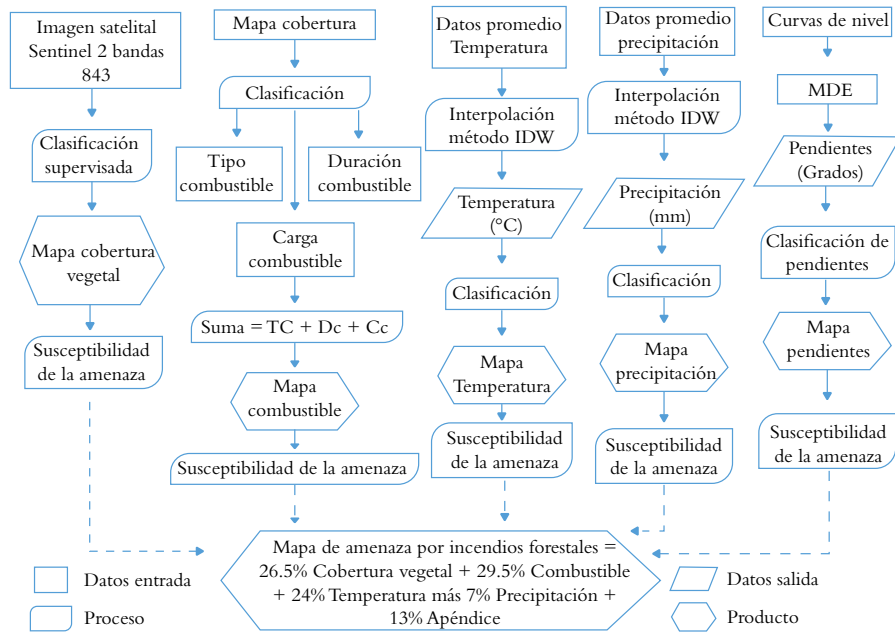 Imagen satelital
Sentinel 2 bandas
843
Clasificación
supervisada
Mapa cobertura
vegetal
Susceptibilidad
de la amenaza
Mapa cobertura
Clasificación
Tipo
combustible
Duración
combustible
Carga
combustible
Suma = TC + Dc + Cc
Mapa
combustible
Susceptibilidad de la amenaza
Datos promedio
Temperatura
Interpolación
método IDW
Temperatura
(°C)
Clasificación
Mapa
Temperatura
Susceptibilidad
de la amenaza
Datos promedio
precipitación
Interpolación
método IDW
Precipitación
(mm)
Clasificación
Mapa
precipitación
Susceptibilidad
de la amenaza
Curvas de nivel
MDE
Pendientes
(Grados)
Clasificación de
pendientes
Mapa
pendientes
Susceptibilidad
de la amenaza
Mapa de amenaza por incendios forestales =
26.5% Cobertura vegetal + 29.5% Combustible
+ 24% Temperatura más 7% Precipitación +
13% Apéndice
Datos entrada
Proceso
Datos salida
Producto